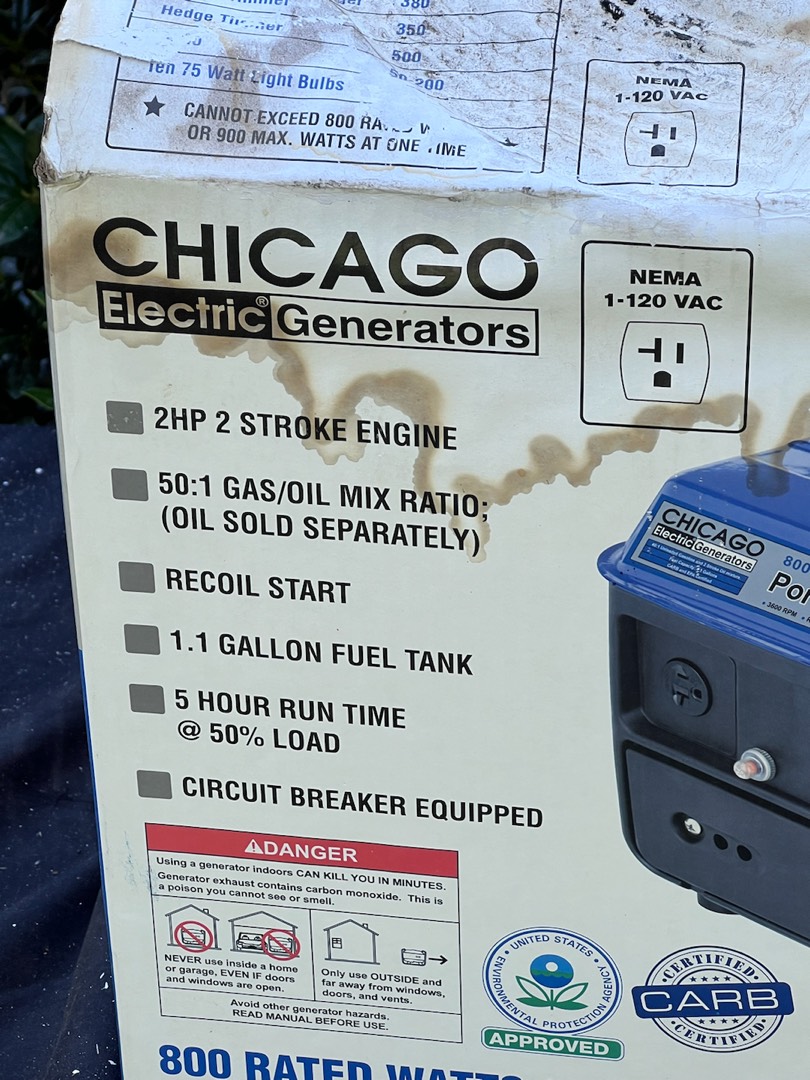 380
Hedge
350
500
Ten 75 Watt Light Bulbs
200
★ CANNOT EXCEED 800
OR 900 MAX. WATTS AT ONE TIME
NEMA
1-120 VAC
CHICAGO
Electric® Generators
NEMA
1-120 VAC
2HP 2 STROKE ENGINE
50:1 GAS/OIL MIX RATIO;
(OIL SOLD SEPARATELY)
RECOIL START
1.1 GALLON FUEL TANK
5 HOUR RUN TIME
@ 50% LOAD
CIRCUIT BREAKER EQUIPPED
CHICAGO
Electric Generators
800
Por
3600 RPM
DANGER
Using a generator indoors CAN KILL YOU IN MINUTES.
Generator exhaust contains carbon monoxide. This is
a poison you cannot see or smell.
NEVER use inside a home
or garage, EVEN IF doors
and windows are open.
Only use OUTSIDE and
far away from windows,
doors, and vents.
Avoid other generator hazards.
READ MANUAL BEFORE USE.
UNITED STATES
ENVIRONMENTAL PROTECTION AGENCY
APPROVED
CERTIFIED
CARB
CERTIFIED
800 RATED WATTS